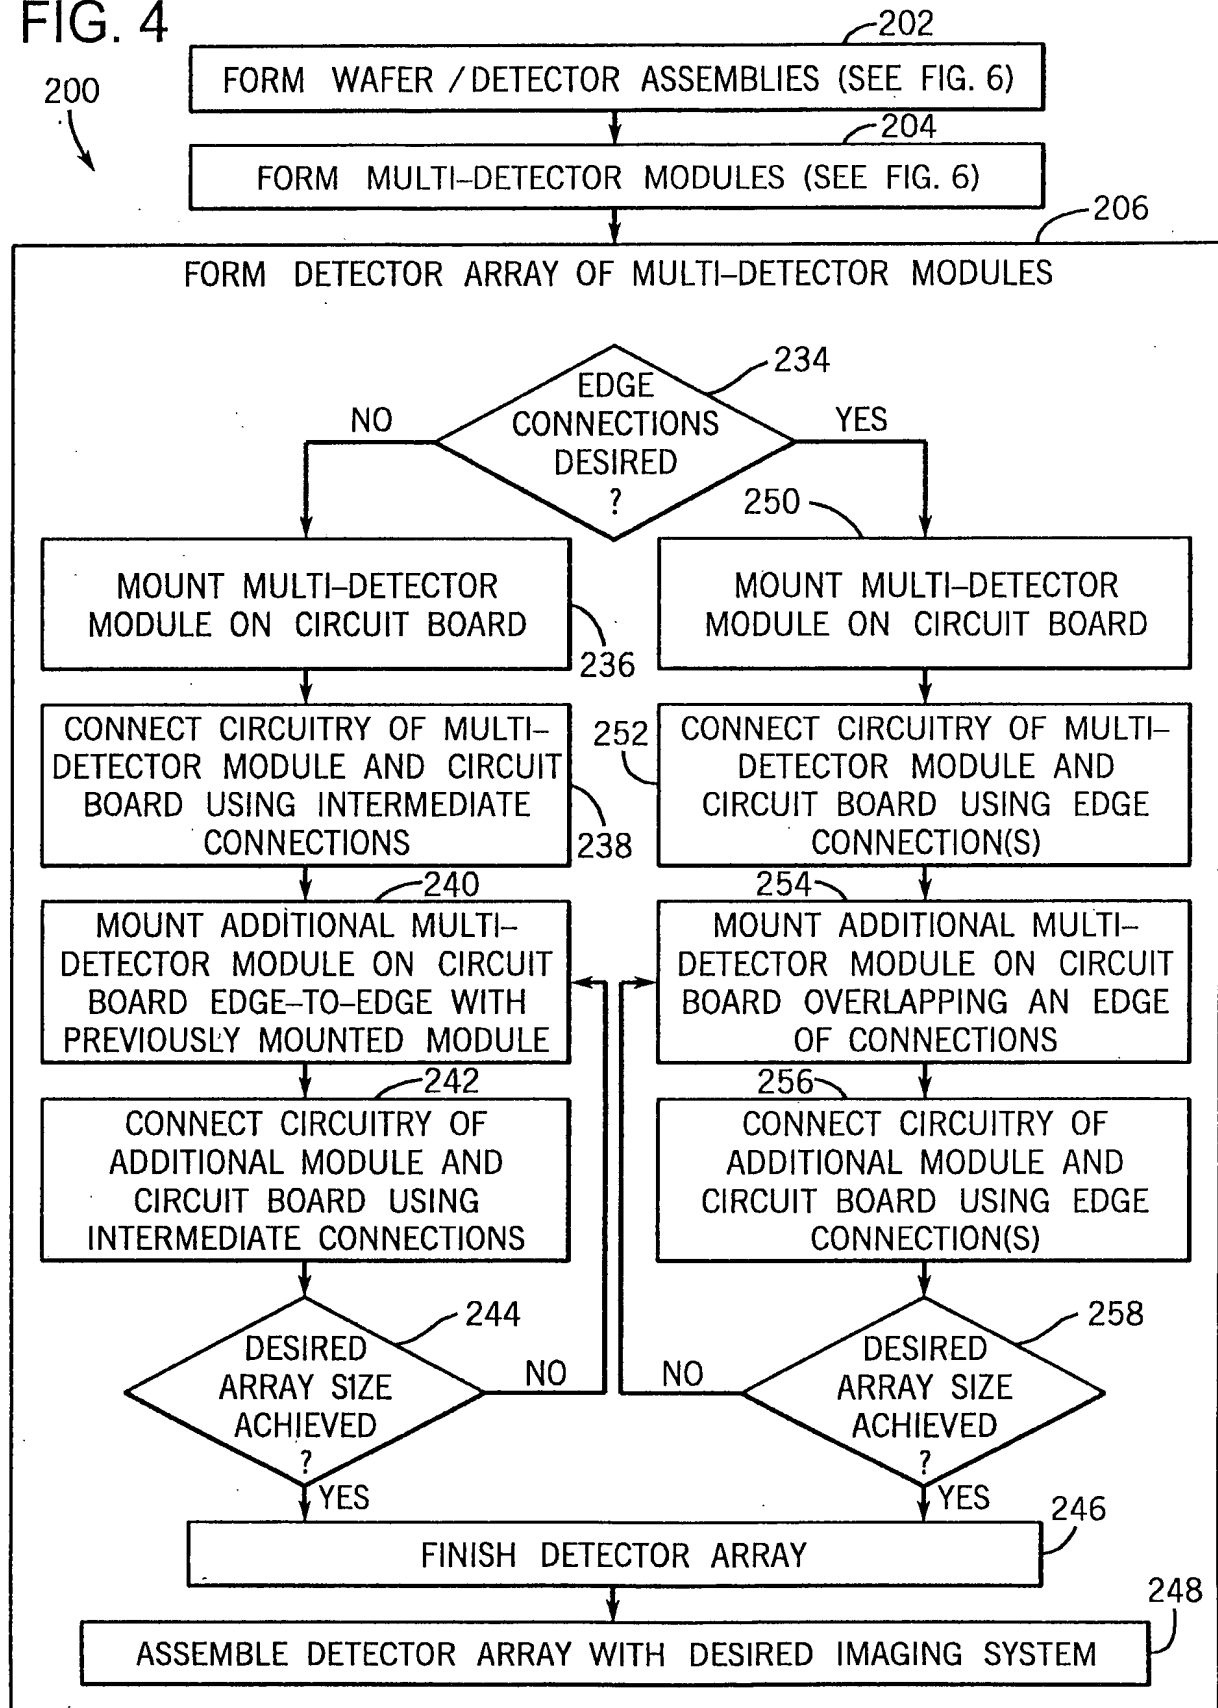 FIG. 4
202
FORM WAFER / DETECTOR ASSEMBLIES (SEE FIG. 6)
200
204
FORM MULTI-DETECTOR MODULES (SEE FIG. 6)
206
FORM DETECTOR ARRAY OF MULTI-DETECTOR MODULES
234
EDGE
CONNECTIONS
DESIRED
?
NO
YES
250
MOUNT MULTI-DETECTOR
MODULE ON CIRCUIT BOARD
236
MOUNT MULTI-DETECTOR
MODULE ON CIRCUIT BOARD
CONNECT CIRCUITRY OF MULTI-
DETECTOR MODULE AND CIRCUIT
BOARD USING INTERMEDIATE
CONNECTIONS
238
252
CONNECT CIRCUITRY OF MULTI-
DETECTOR MODULE AND
CIRCUIT BOARD USING EDGE
CONNECTION(S)
240
MOUNT ADDITIONAL MULTI-
DETECTOR MODULE ON CIRCUIT
BOARD EDGE-TO-EDGE WITH
PREVIOUSLY MOUNTED MODULE
254
MOUNT ADDITIONAL MULTI-
DETECTOR MODULE ON CIRCUIT
BOARD OVERLAPPING AN EDGE
OF CONNECTIONS
242
CONNECT CIRCUITRY OF
ADDITIONAL MODULE AND
CIRCUIT BOARD USING
INTERMEDIATE CONNECTIONS
256
CONNECT CIRCUITRY OF
ADDITIONAL MODULE AND
CIRCUIT BOARD USING EDGE
CONNECTION(S)
244
DESIRED
ARRAY SIZE
ACHIEVED
?
NO
YES
258
DESIRED
ARRAY SIZE
ACHIEVED
?
NO
YES
246
FINISH DETECTOR ARRAY
248
ASSEMBLE DETECTOR ARRAY WITH DESIRED IMAGING SYSTEM